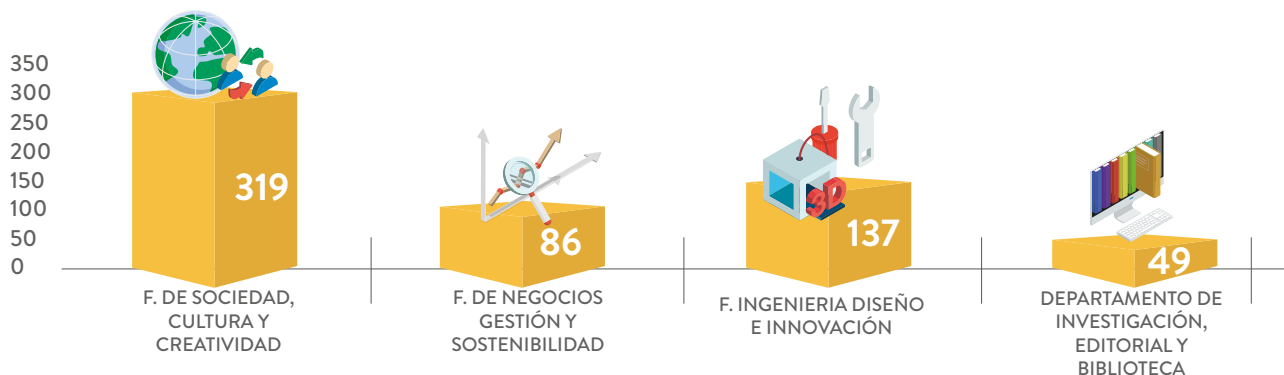 350
300
250
200
150
100
50
0
319
86
137
3D
49
F. DE SOCIEDAD,
CULTURA Y
CREATIVIDAD
F. DE NEGOCIOS
GESTIÓN Y
SOSTENIBILIDAD
F. INGENIERIA DISEÑO
E INNOVACIÓN
DEPARTAMENTO DE
INVESTIGACIÓN,
EDITORIAL Y
BIBLIOTECA